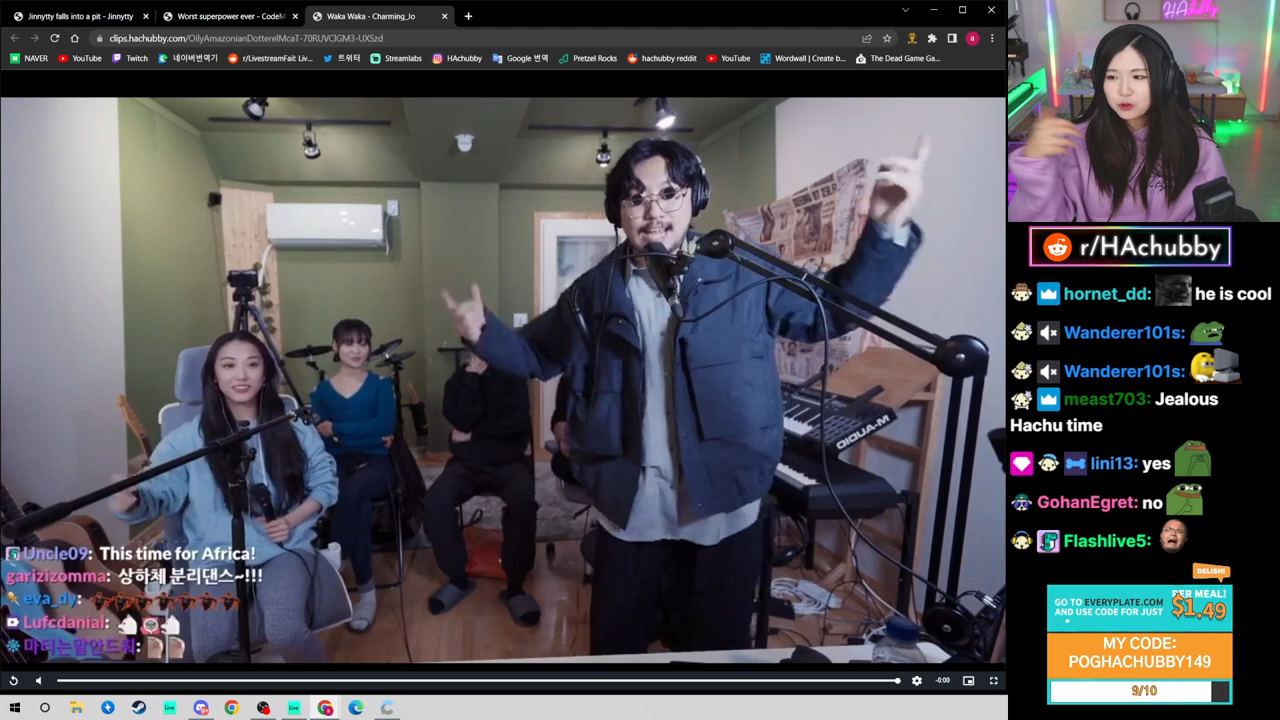 Jinnytty falls into a pit - Jinnytty
Worst superpower ever - CodeM
Waka Waka - Charming_Jo
clips.hachubby.com/OilyAmazonianDotterelMcaT-70RUVClGM3-UXSzd
NAVER
YouTube
Twitch
네이버번역기
r/LivestreamFail: Liv...
트위터
Streamlabs
HAchubby
Google 번역
Pretzel Rocks
hachubby reddit
YouTube
Wordwall | Create b...
The Dead Game Ga...
HAchubby
r/HAchubby
hornet_dd: he is cool
Wanderer101s:
Wanderer101s:
meast703: Jealous
Hachu time
lini13: yes
GohanEgret: no
Flashlive5:
Uncle09: This time for Africa!
garizizomma: 상하체 분리댄스~!!!
eva_dy:
Lufcdanial:
마터는말안드뤄:
-0:00
DELISH!
GO TO EVERYPLATE.COM
AND USE CODE FOR JUST
PER MEAL!
$1.49
MY CODE:
POGHACHUBBY149
9/10
Live
Live